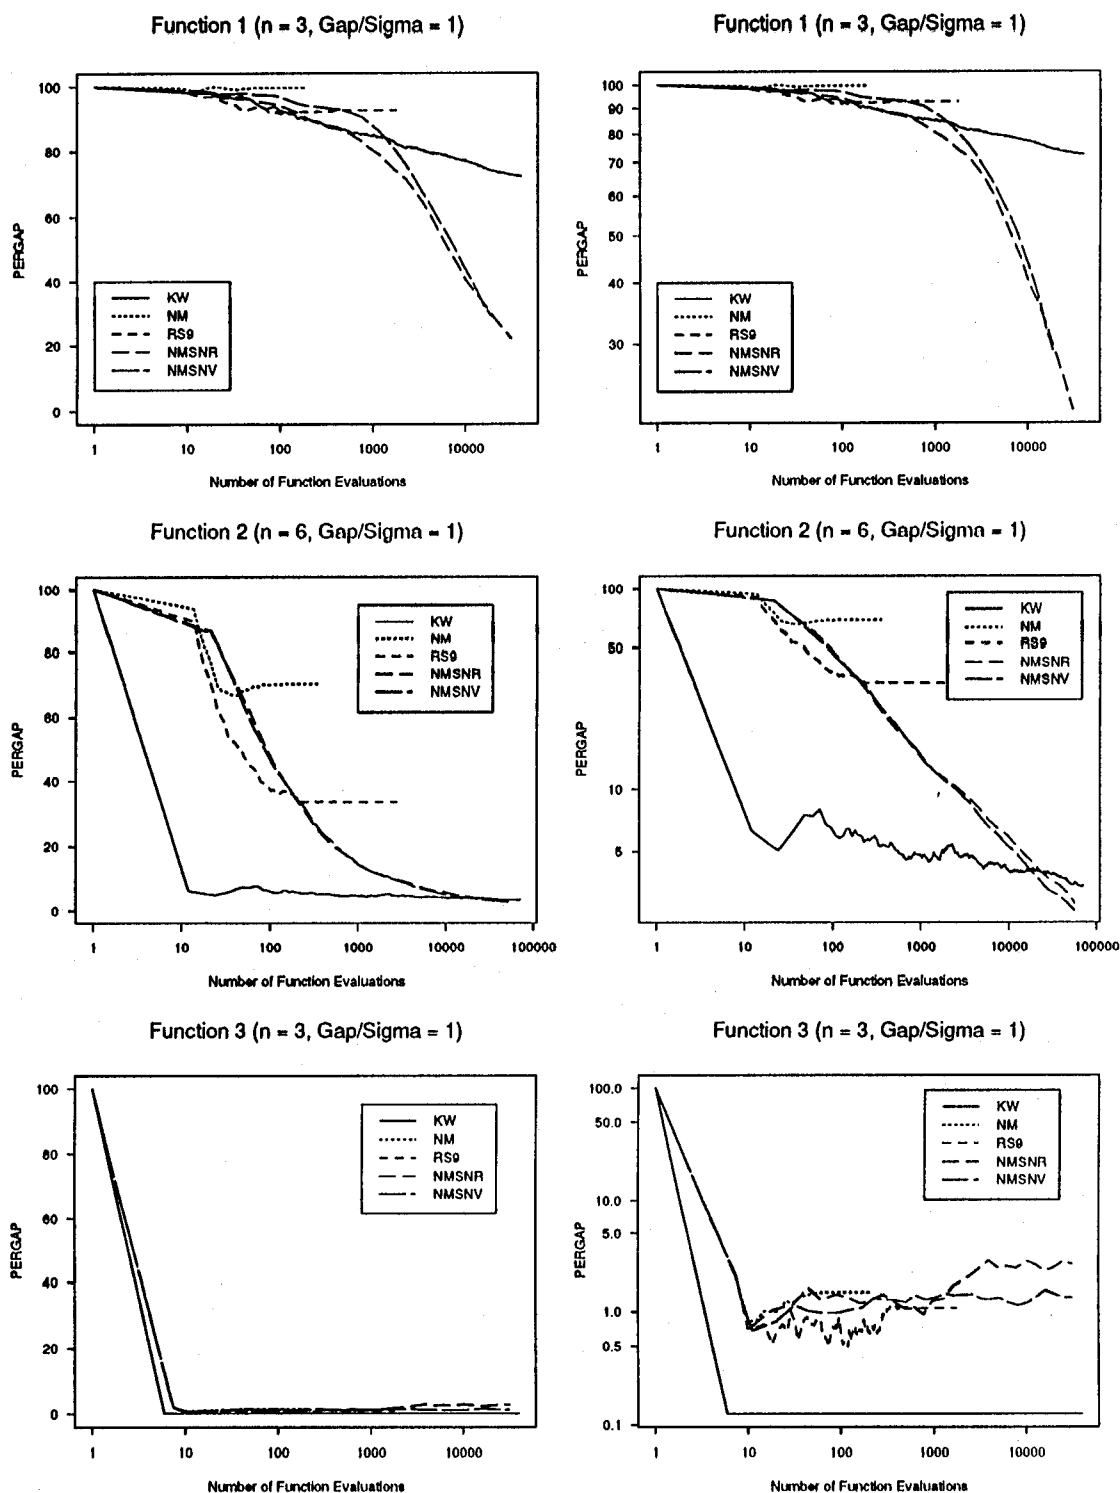 Function 1 (n = 3, Gap/Sigma = 1)
PERGAP
100
80
60
40
20
0
KW
NM
RS9
NMSNR
NMSNV
1
10
100
1000
10000
Number of Function Evaluations
Function 1 (n = 3, Gap/Sigma = 1)
PERGAP
100
90
80
70
60
50
40
30
KW
NM
RS9
NMSNR
NMSNV
1
10
100
1000
10000
Number of Function Evaluations
Function 2 (n = 6, Gap/Sigma = 1)
PERGAP
100
80
60
40
20
0
KW
NM
RS9
NMSNR
NMSNV
1
10
100
1000
10000
100000
Number of Function Evaluations
Function 2 (n = 6, Gap/Sigma = 1)
PERGAP
100
50
10
5
KW
NM
RS9
NMSNR
NMSNV
1
10
100
1000
10000
100000
Number of Function Evaluations
Function 3 (n = 3, Gap/Sigma = 1)
PERGAP
100
80
60
40
20
0
KW
NM
RS9
NMSNR
NMSNV
1
10
100
1000
10000
Number of Function Evaluations
Function 3 (n = 3, Gap/Sigma = 1)
PERGAP
100.0
50.0
10.0
5.0
1.0
0.5
0.1
KW
NM
RS9
NMSNR
NMSNV
1
10
100
1000
10000
Number of Function Evaluations